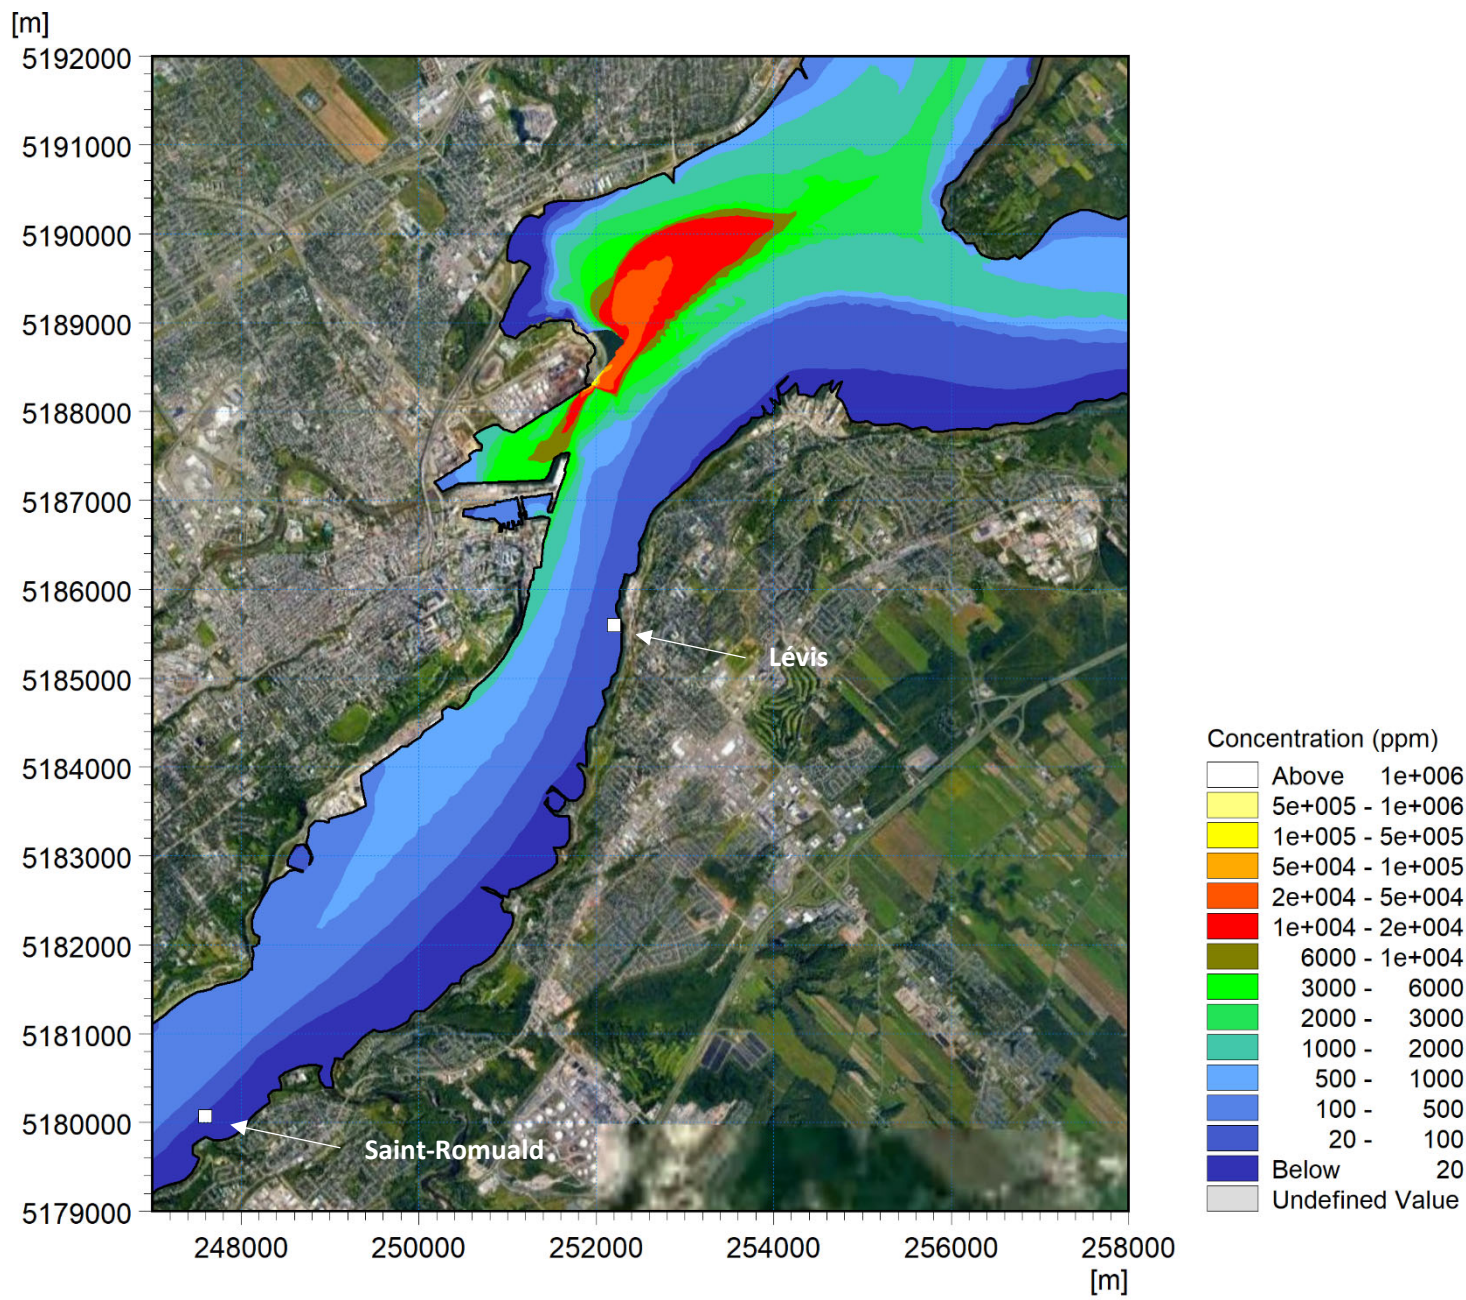 [m]
5192000
5191000
5190000
5189000
5188000
5187000
5186000
5185000
5184000
5183000
5182000
5181000
5180000
5179000
248000 250000 252000 254000 256000 258000
[m]
Lévis
Saint-Romuald
Concentration (ppm)
Above 1e+006
5e+005 - 1e+006
1e+005 - 5e+005
5e+004 - 1e+005
2e+004 - 5e+004
1e+004 - 2e+004
6000 - 1e+004
3000 - 6000
2000 - 3000
1000 - 2000
500 - 1000
100 - 500
20 - 100
Below 20
Undefined Value